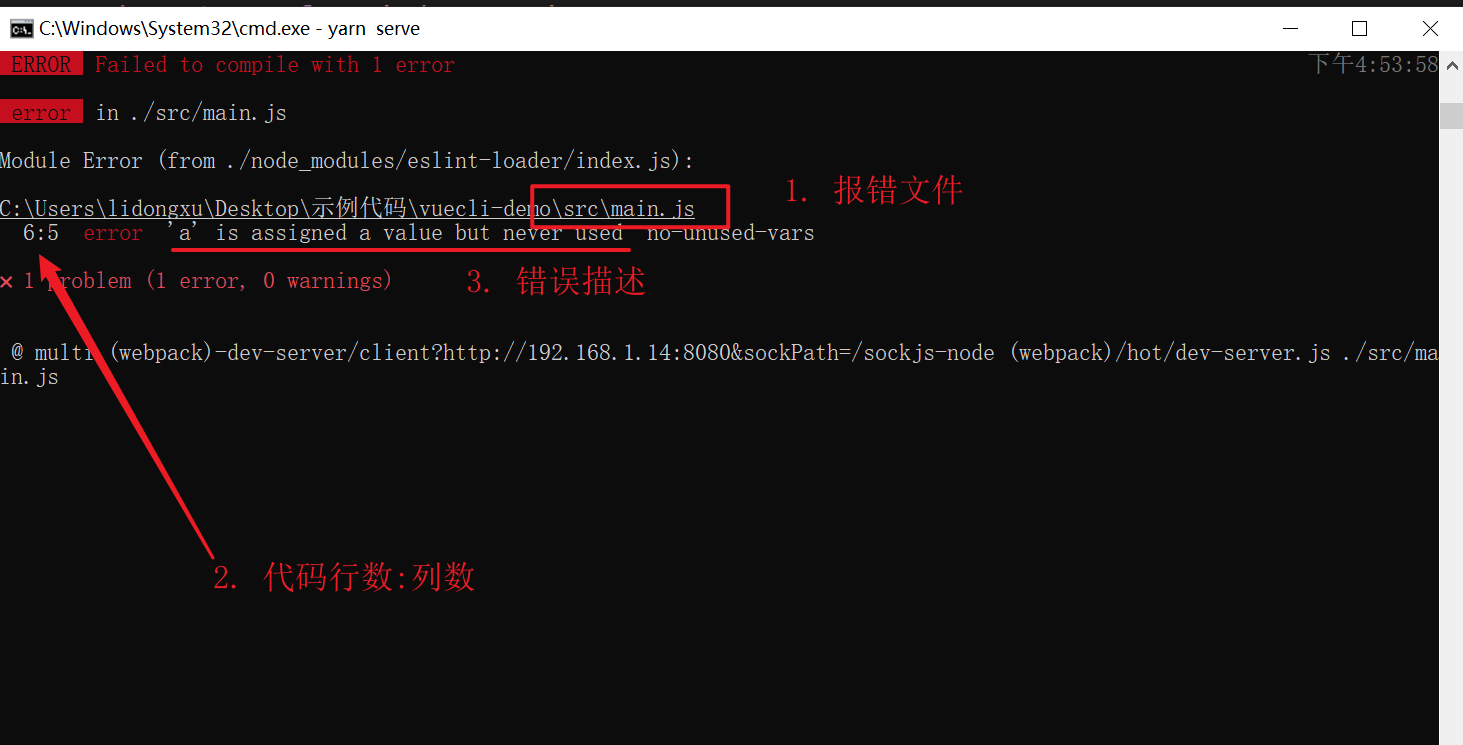 C:\Windows\System32\cmd.exe - yarn  serve
ERROR  Failed to compile with 1 error 下午4:53:58
error  in ./src/main.js
Module Error (from ./node_modules/eslint-loader/index.js):
C:\Users\lidongxu\Desktop\示例代码\vuecli-demo\src\main.js
1. 报错文件
6:5  error  'a' is assigned a value but never used  no-unused-vars
× 1 problem (1 error, 0 warnings)
3. 错误描述
@ multi (webpack)-dev-server/client?http://192.168.1.14:8080&sockPath=/sockjs-node (webpack)/hot/dev-server.js ./src/ma
in.js
2. 代码行数:列数